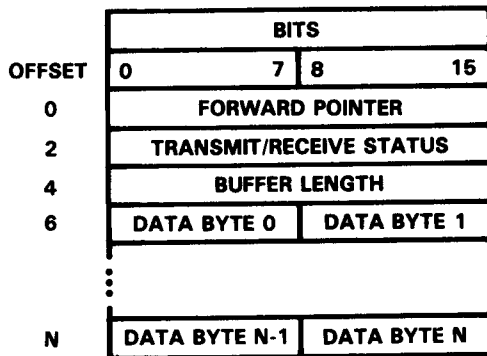 BITS
OFFSET 0 7 8 15
0 FORWARD POINTER
2 TRANSMIT/RECEIVE STATUS
4 BUFFER LENGTH
6 DATA BYTE 0 DATA BYTE 1
N DATA BYTE N-1 DATA BYTE N